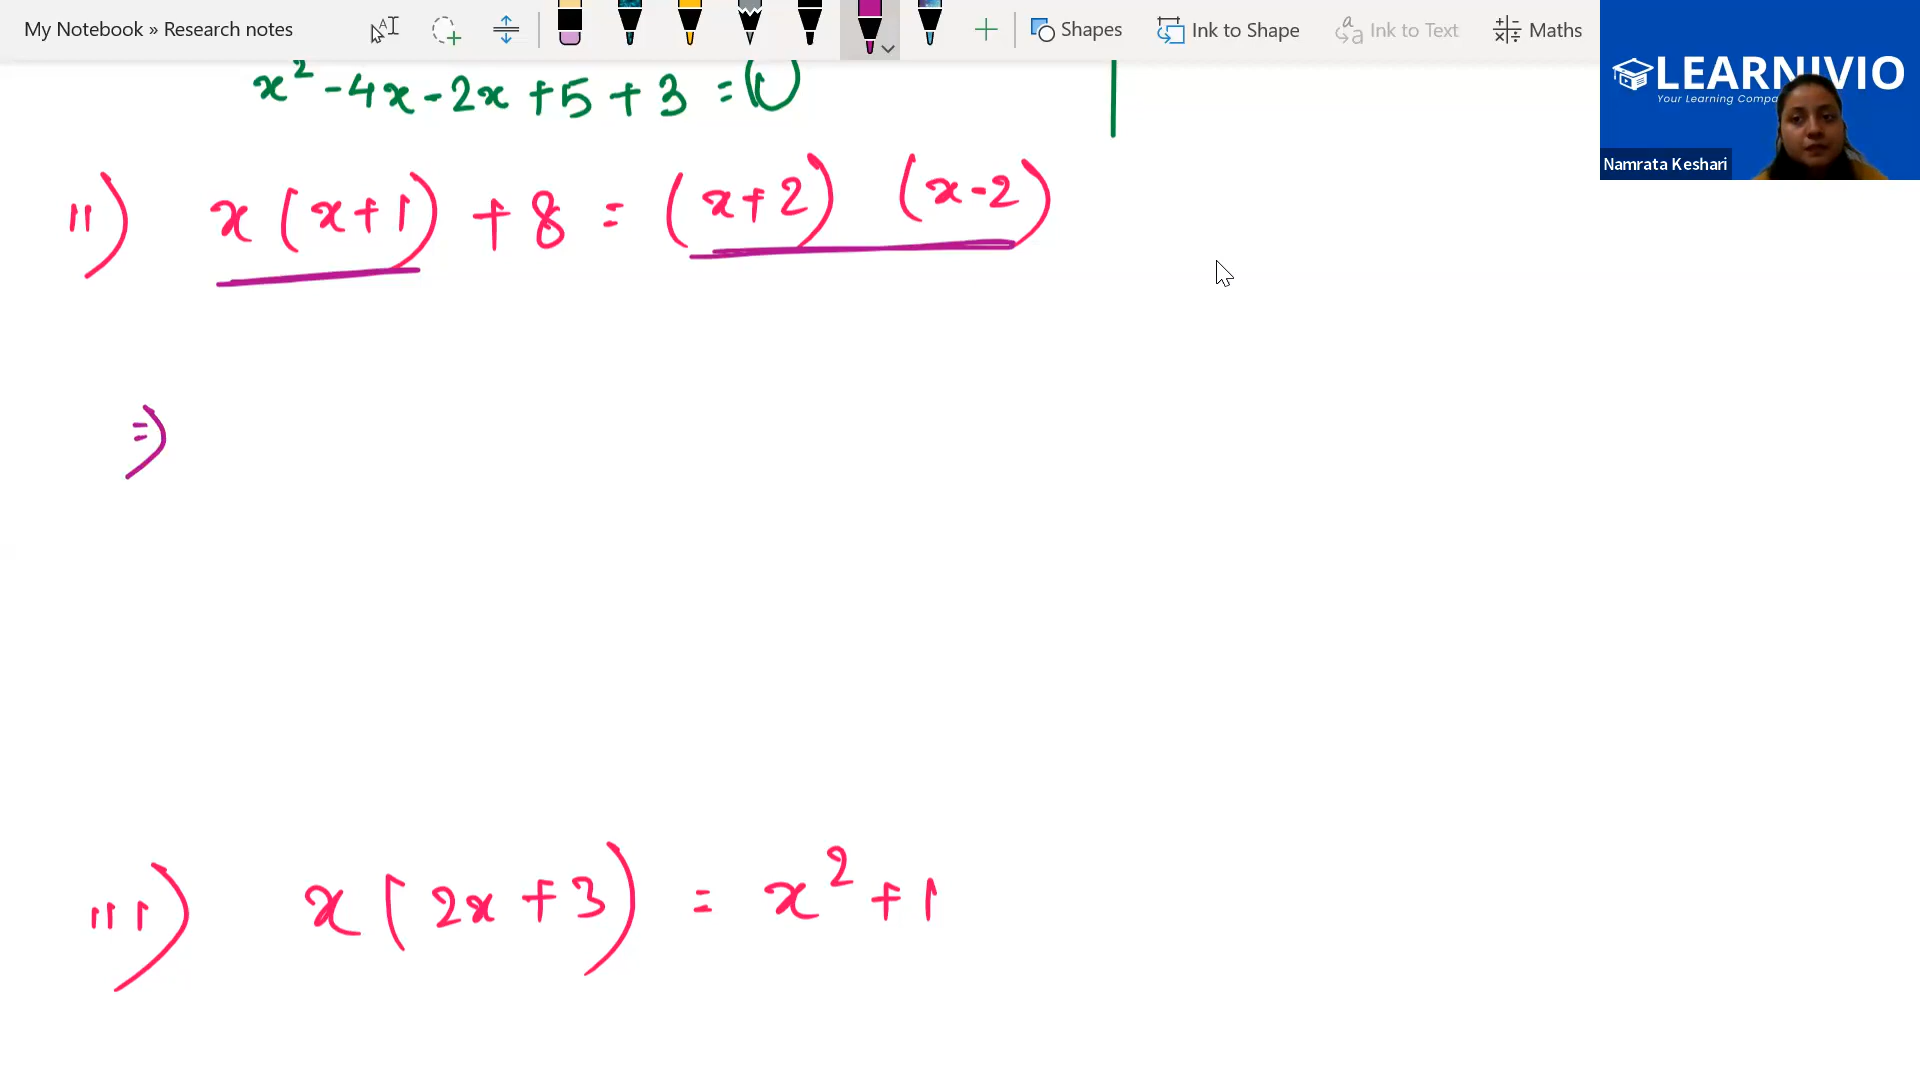 My Notebook » Research notes
Shapes
Ink to Shape
Ink to Text
Maths
LEARNIVIO
Your Learning Compa
Namrata Keshari
x² - 4x - 2x + 5 + 3 = 0
ii) x (x + 1) + 8 = (x + 2) (x - 2)
⇒
iii) x (2x + 3) = x² + 1